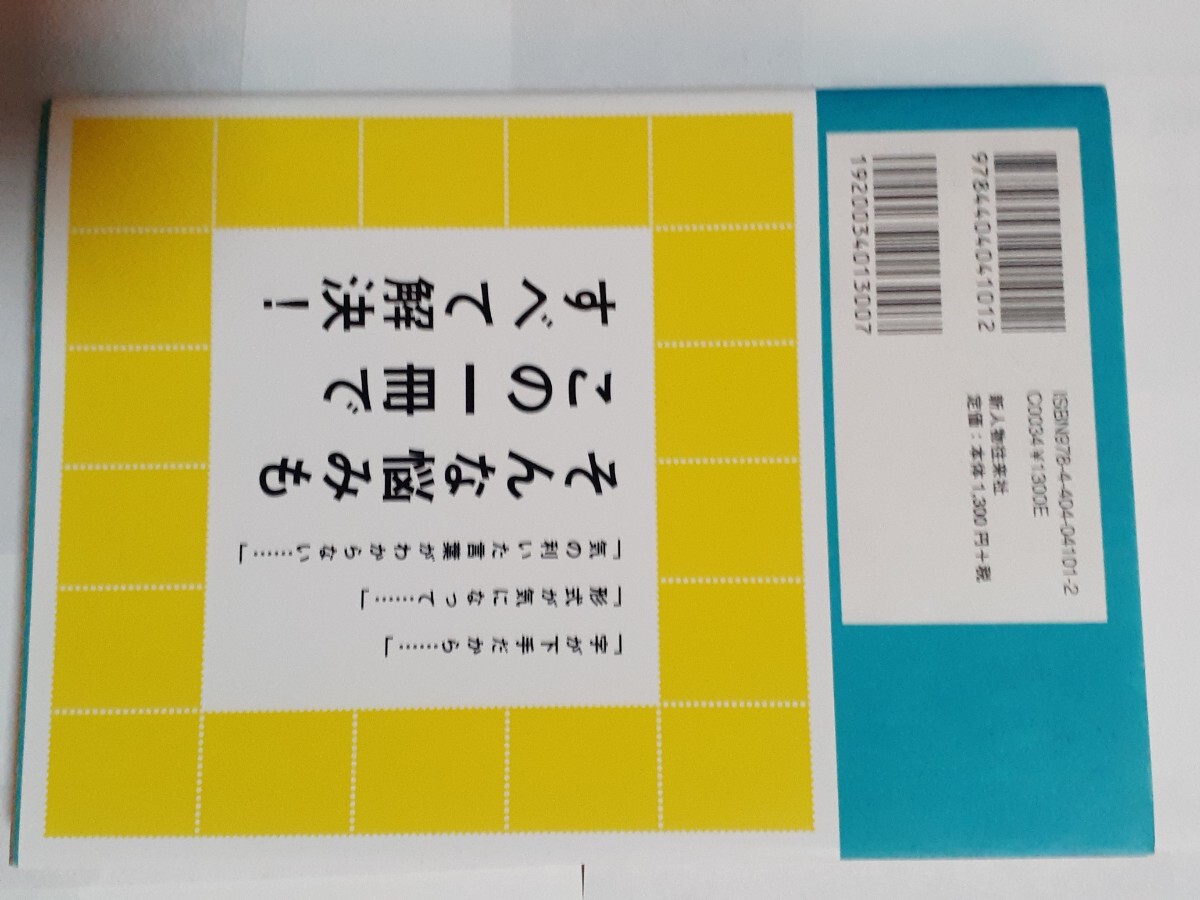 「字が下手だから……」
「形式が気になって……」
「気の利いた言葉がわからない……」
そんな悩みも
この一冊で
すべて解決！
9784404041012
1920034013007
ISBN978-4-404-04101-2
C0034 ¥1300E
新人物往来社
定価：本体1,300円＋税